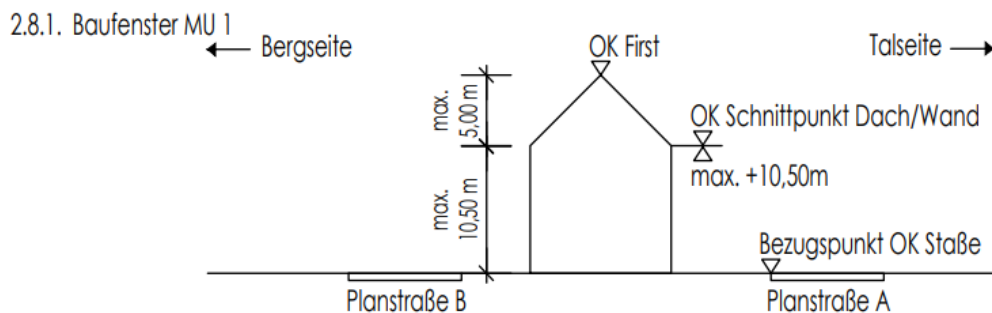 2.8.1. Baufenster MU 1
Bergseite
OK First
Talseite
max.
5,00 m
OK Schnittpunkt Dach/Wand
max. +10,50m
max.
10,50 m
Bezugspunkt OK Staße
Planstraße B
Planstraße A